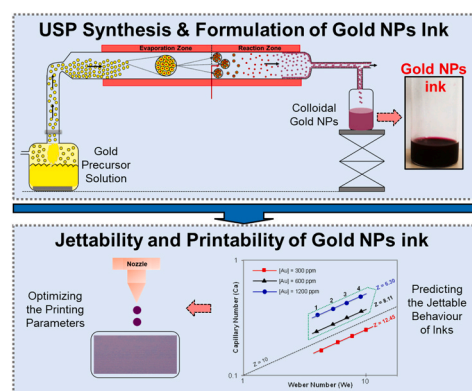 USP Synthesis & Formulation of Gold NPs Ink
Evaporation Zone
Reaction Zone
Gold NPs
ink
Colloidal
Gold NPs
Gold
Precursor
Solution
Jettability and Printability of Gold NPs ink
Nozzle
Optimizing
the Printing
Parameters
1
[Au] = 300 ppm
[Au] = 600 ppm
[Au] = 1200 ppm
1 2 3 4
Z = 6.30
Z = 8.11
Z = 12.45
Z = 10
Capillary Number (Ca)
0.1
1
10
Weber Number (We)
Predicting
the Jettable
Behaviour
of Inks